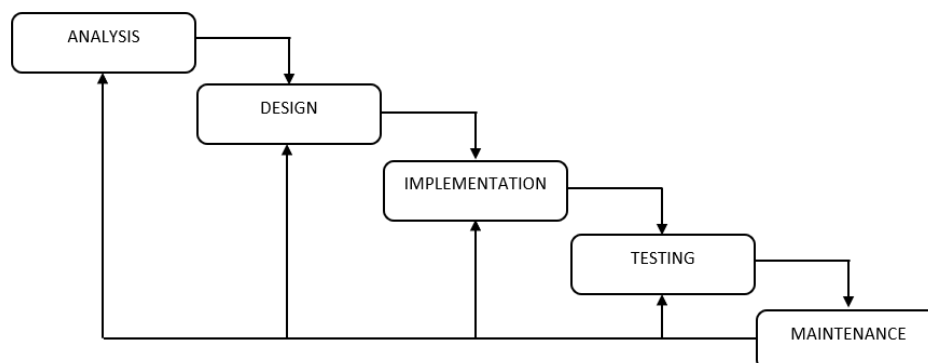 ANALYSIS
DESIGN
IMPLEMENTATION
TESTING
MAINTENANCE